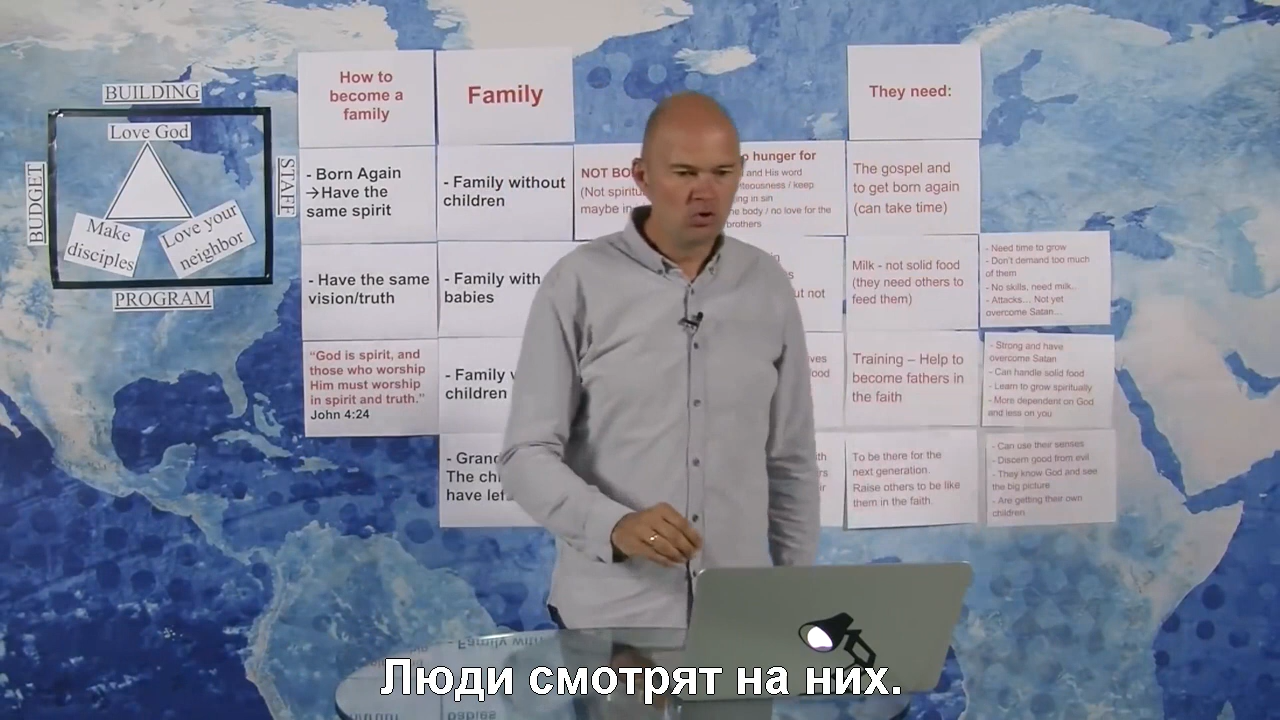 BUILDING
Love God
BUDGET
STAFF
Make
disciples
Love your
neighbor
PROGRAM
How to
become a
family
Family
They need:
- Born Again
→Have the
same spirit
- Family without
children
NOT BO
(Not spiritu
maybe in
hunger for
and His word
/ keep
in sin
body / no love for the
brothers
The gospel and
to get born again
(can take time)
- Have the same
vision/truth
- Family with
babies
but not
Milk - not solid food
(they need others to
feed them)
- Need time to grow
- Don't demand too much
of them
- No skills, need milk..
- Attacks... Not yet
overcome Satan...
“God is spirit, and
those who worship
Him must worship
in spirit and truth.”
John 4:24
- Family
children
Training – Help to
become fathers in
the faith
- Strong and have
overcome Satan
- Can handle solid food
- Learn to grow spiritually
- More dependent on God
and less on you
- Grand
The chi
have lef
To be there for the
next generation.
Raise others to be like
them in the faith.
- Can use their senses
- Discern good from evil
- They know God and see
the big picture
- Are getting their own
children
Люди смотрят на них.